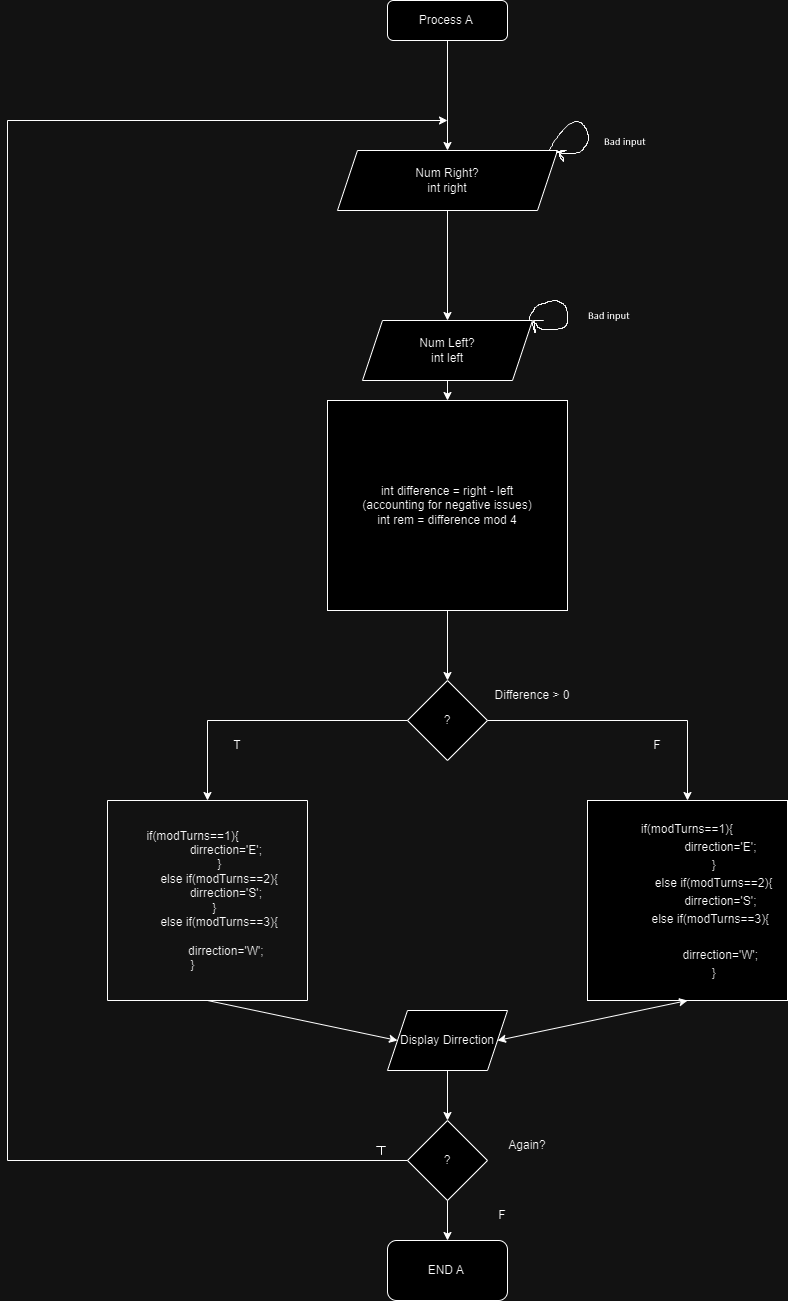 Process A
Num Right?
int right
Bad input
Num Left?
int left
Bad input
int difference = right - left
(accounting for negative issues)
int rem = difference mod 4
?
Difference > 0
T
F
if(modTurns==1){
dirrection='E';
}
else if(modTurns==2){
dirrection='S';
}
else if(modTurns==3){
dirrection='W';
}
if(modTurns==1){
dirrection='E';
}
else if(modTurns==2){
dirrection='S';
else if(modTurns==3){
dirrection='W';
}
Display Dirrection
?
Again?
T
F
END A